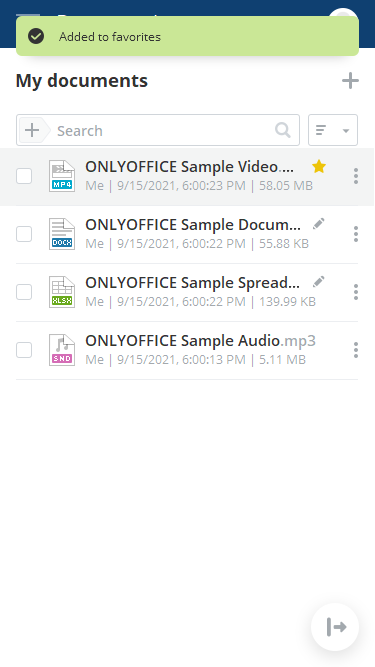 Added to favorites
My documents
Search
ONLYOFFICE Sample Video....
MP4
Me | 9/15/2021, 6:00:23 PM | 58.05 MB
ONLYOFFICE Sample Docum...
DOCX
Me | 9/15/2021, 6:00:22 PM | 55.88 KB
ONLYOFFICE Sample Spread...
XLSX
Me | 9/15/2021, 6:00:22 PM | 139.99 KB
ONLYOFFICE Sample Audio.mp3
SND
Me | 9/15/2021, 6:00:13 PM | 5.11 MB